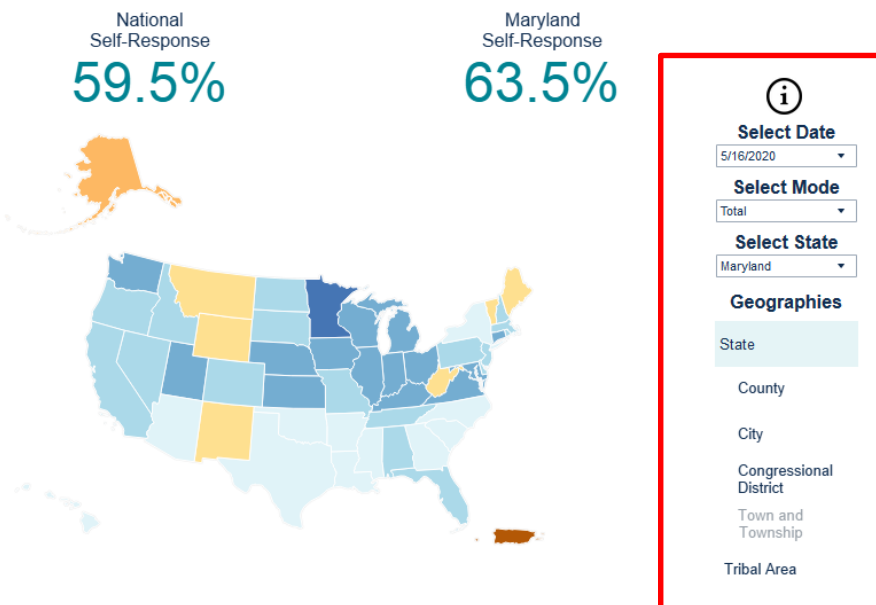 National
Self-Response
59.5%
Maryland
Self-Response
63.5%
i
Select Date
5/16/2020
Select Mode
Total
Select State
Maryland
Geographies
State
County
City
Congressional
District
Town and
Township
Tribal Area